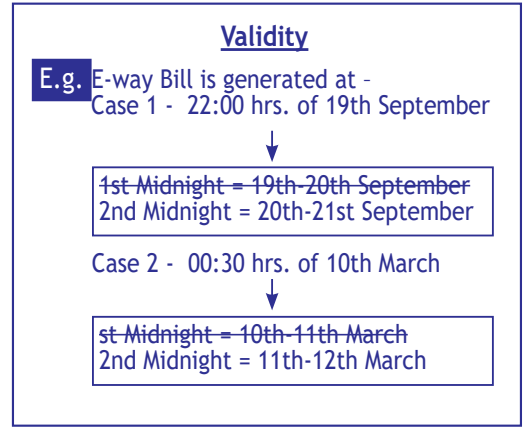 Validity
E.g. E-way Bill is generated at –
Case 1 - 22:00 hrs. of 19th September
1st Midnight = 19th-20th September
2nd Midnight = 20th-21st September
Case 2 - 00:30 hrs. of 10th March
st Midnight = 10th-11th March
2nd Midnight = 11th-12th March